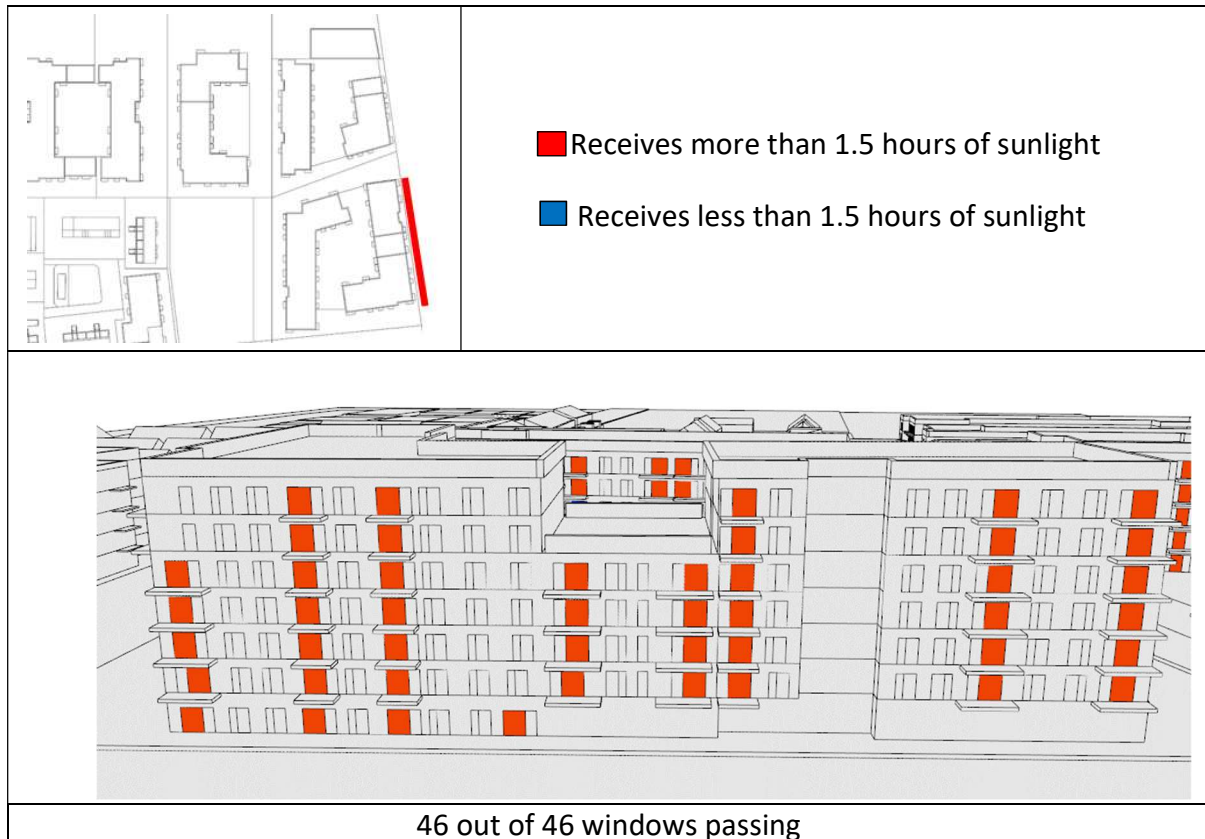 Receives more than 1.5 hours of sunlight
Receives less than 1.5 hours of sunlight
46 out of 46 windows passing